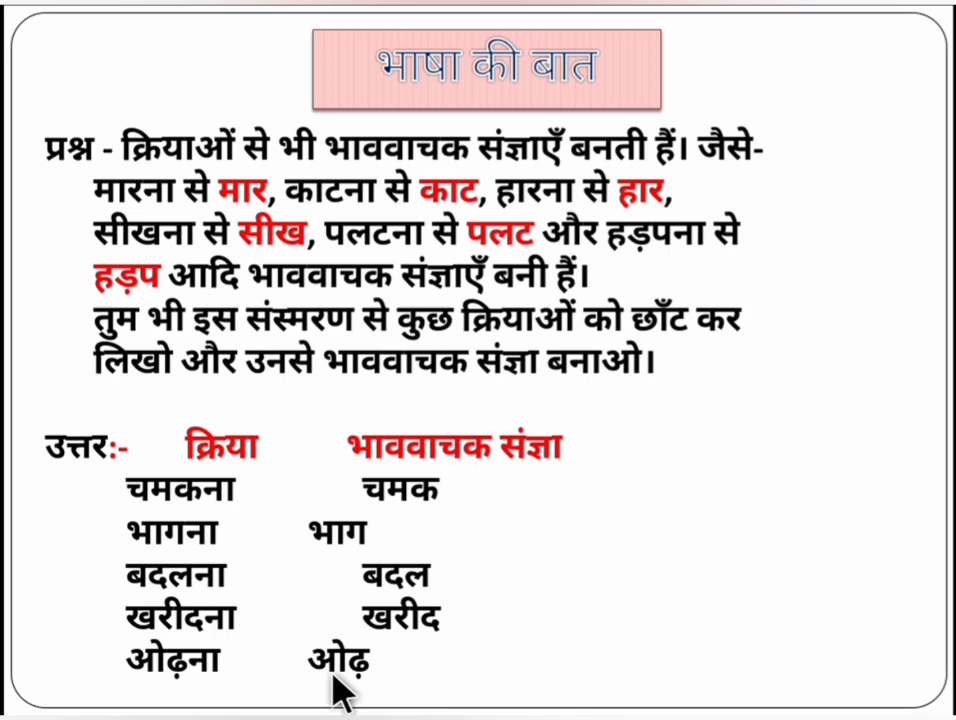 भाषा की बात
प्रश्न - क्रियाओं से भी भाववाचक संज्ञाएँ बनती हैं। जैसे-
मारना से मार, काटना से काट, हारना से हार,
सीखना से सीख, पलटना से पलट और हड़पना से
हड़प आदि भाववाचक संज्ञाएँ बनी हैं।
तुम भी इस संस्मरण से कुछ क्रियाओं को छाँट कर
लिखो और उनसे भाववाचक संज्ञा बनाओ।
उत्तर:- क्रिया भाववाचक संज्ञा
चमकना चमक
भागना भाग
बदलना बदल
खरीदना खरीद
ओढ़ना ओढ़